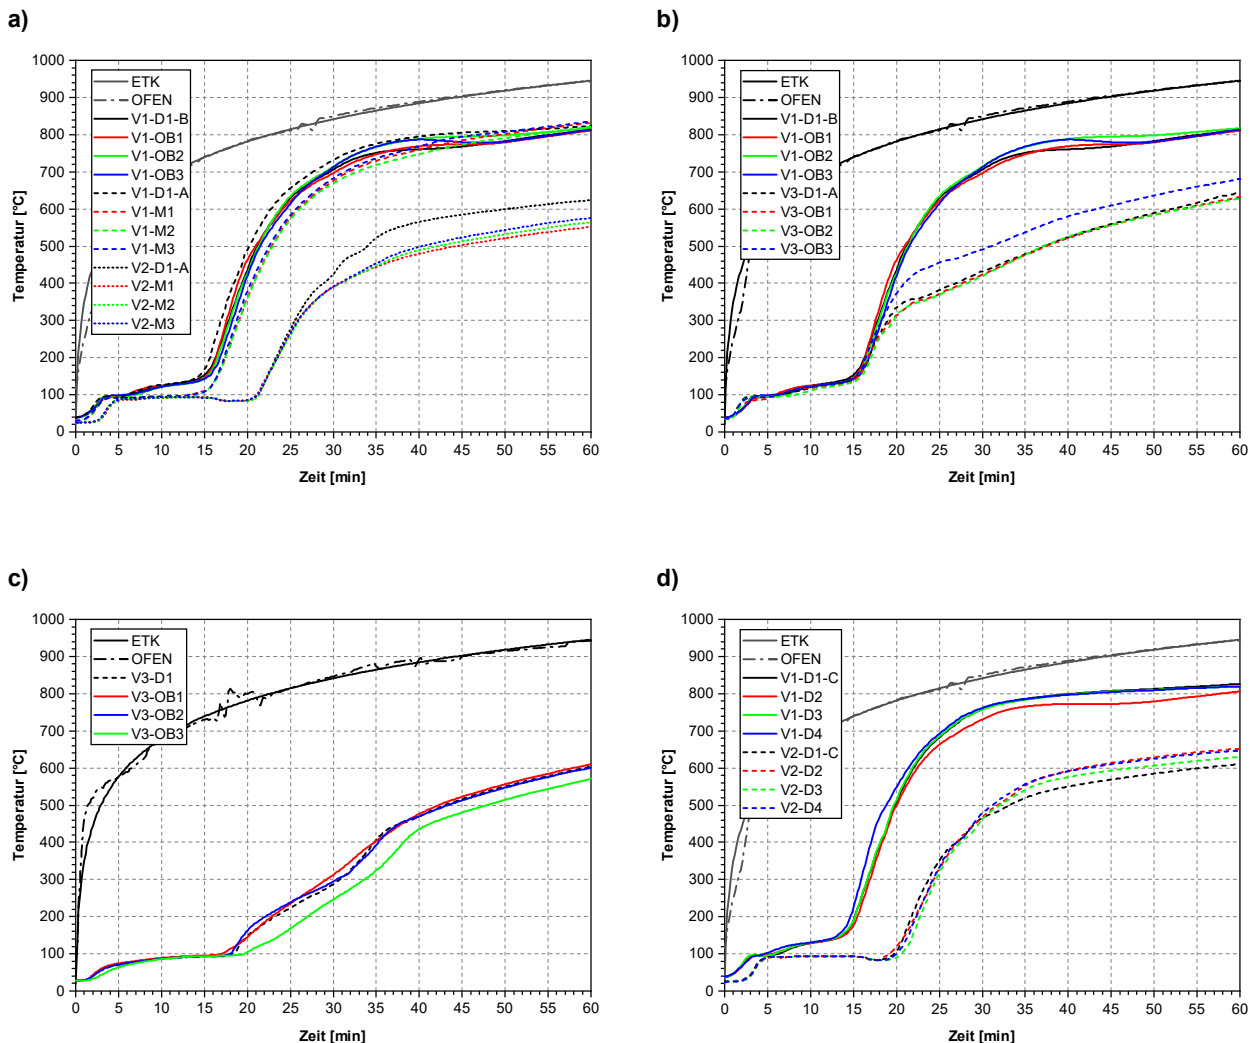 a)
1000
900
800
700
600
500
400
300
200
100
0
Temperatur [°C]
ETK
OFEN
V1-D1-B
V1-OB1
V1-OB2
V1-OB3
V1-D1-A
V1-M1
V1-M2
V1-M3
V2-D1-A
V2-M1
V2-M2
V2-M3
0 5 10 15 20 25 30 35 40 45 50 55 60
Zeit [min]
b)
1000
900
800
700
600
500
400
300
200
100
0
Temperatur [°C]
ETK
OFEN
V1-D1-B
V1-OB1
V1-OB2
V1-OB3
V3-D1-A
V3-OB1
V3-OB2
V3-OB3
0 5 10 15 20 25 30 35 40 45 50 55 60
Zeit [min]
c)
1000
900
800
700
600
500
400
300
200
100
0
Temperatur [°C]
ETK
OFEN
V3-D1
V3-OB1
V3-OB2
V3-OB3
0 5 10 15 20 25 30 35 40 45 50 55 60
Zeit [min]
d)
1000
900
800
700
600
500
400
300
200
100
0
Temperatur [°C]
ETK
OFEN
V1-D1-C
V1-D2
V1-D3
V1-D4
V2-D1-C
V2-D2
V2-D3
V2-D4
0 5 10 15 20 25 30 35 40 45 50 55 60
Zeit [min]